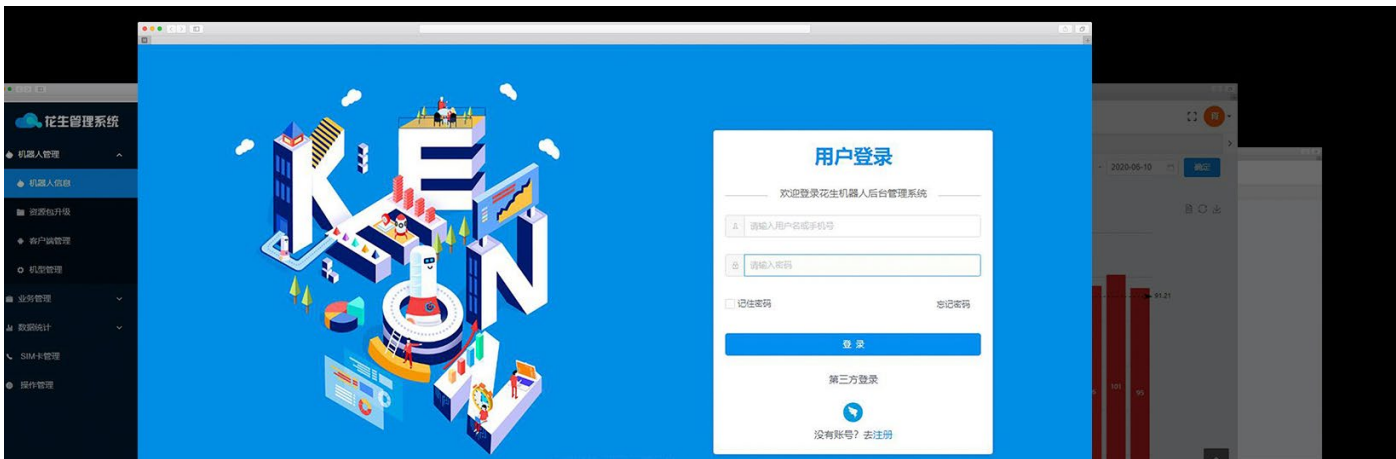 花生管理系统
机器人管理
机器人信息
资源包升级
客户端管理
机型管理
业务管理
数据统计
SIM卡管理
操作管理
KEENON
用户登录
欢迎登录花生机器人后台管理系统
请输入用户名或手机号
请输入密码
记住密码 忘记密码
登录
第三方登录
没有账号？去注册
- 2020-06-10 确定
91.21
101
95